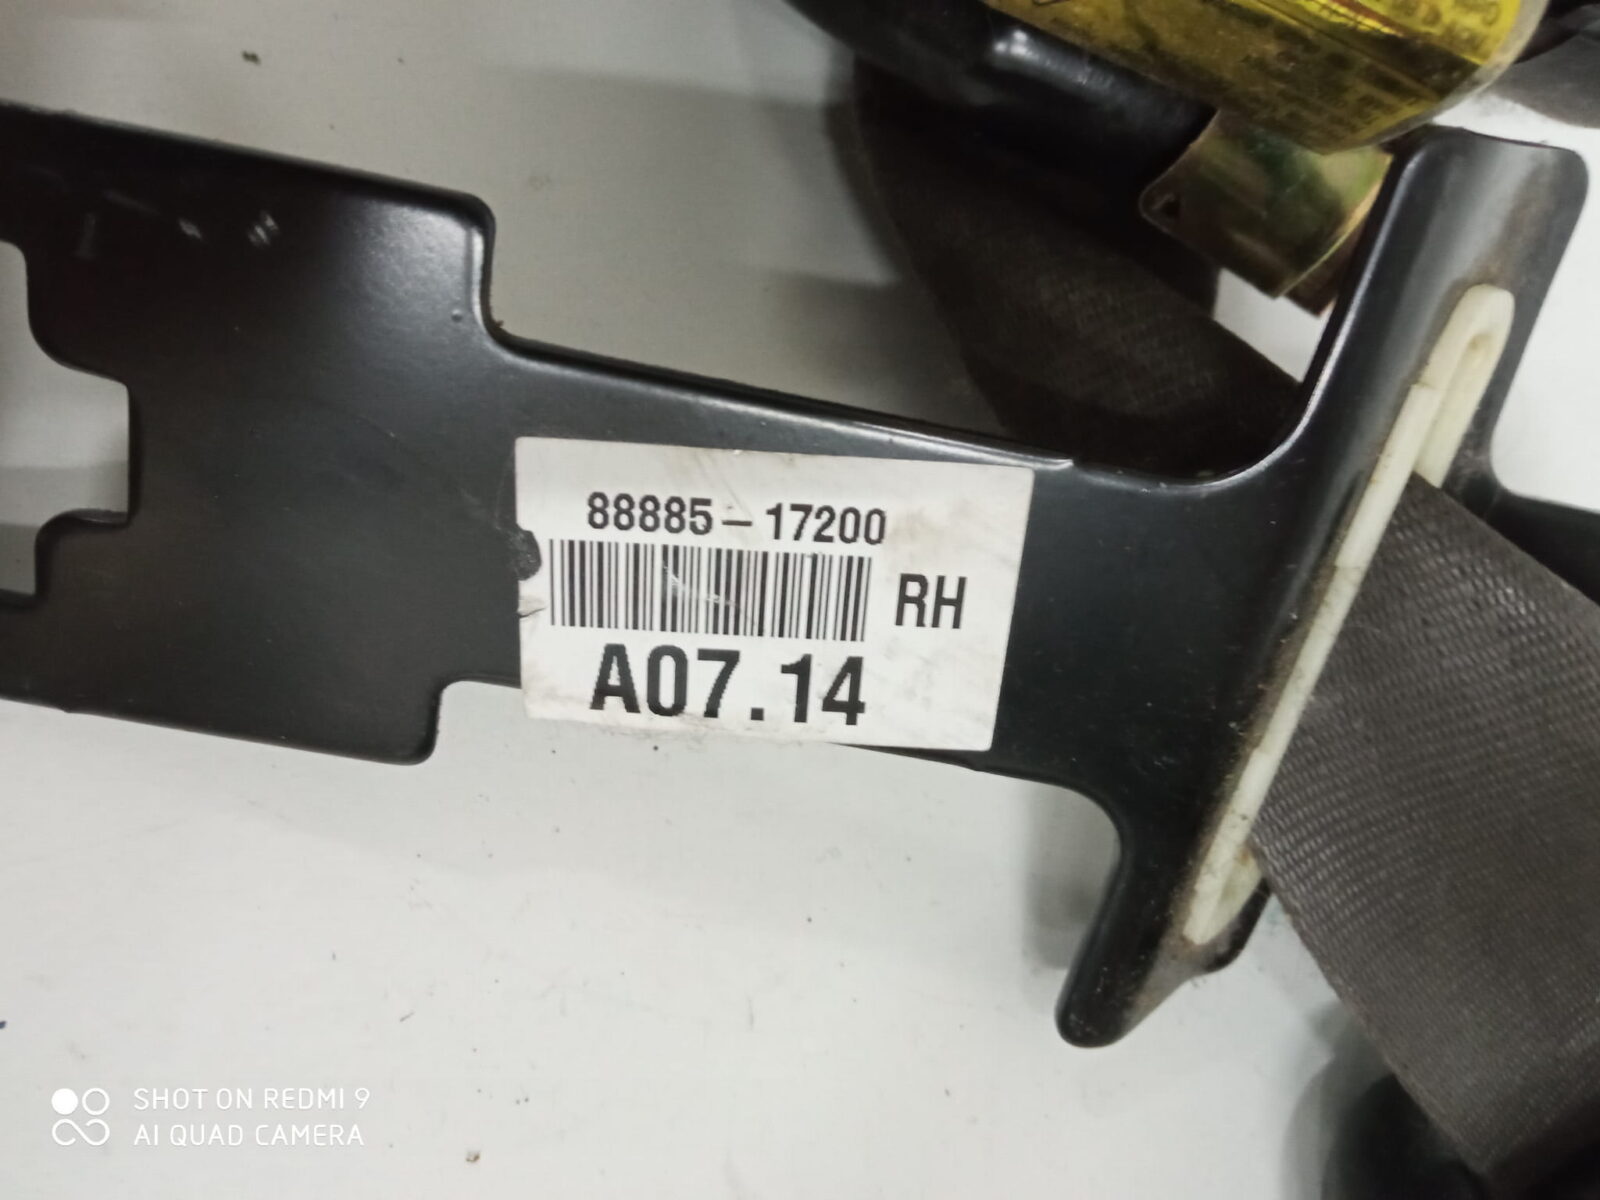 88885-17200
RH
A07.14
SHOT ON REDMI 9
AI QUAD CAMERA